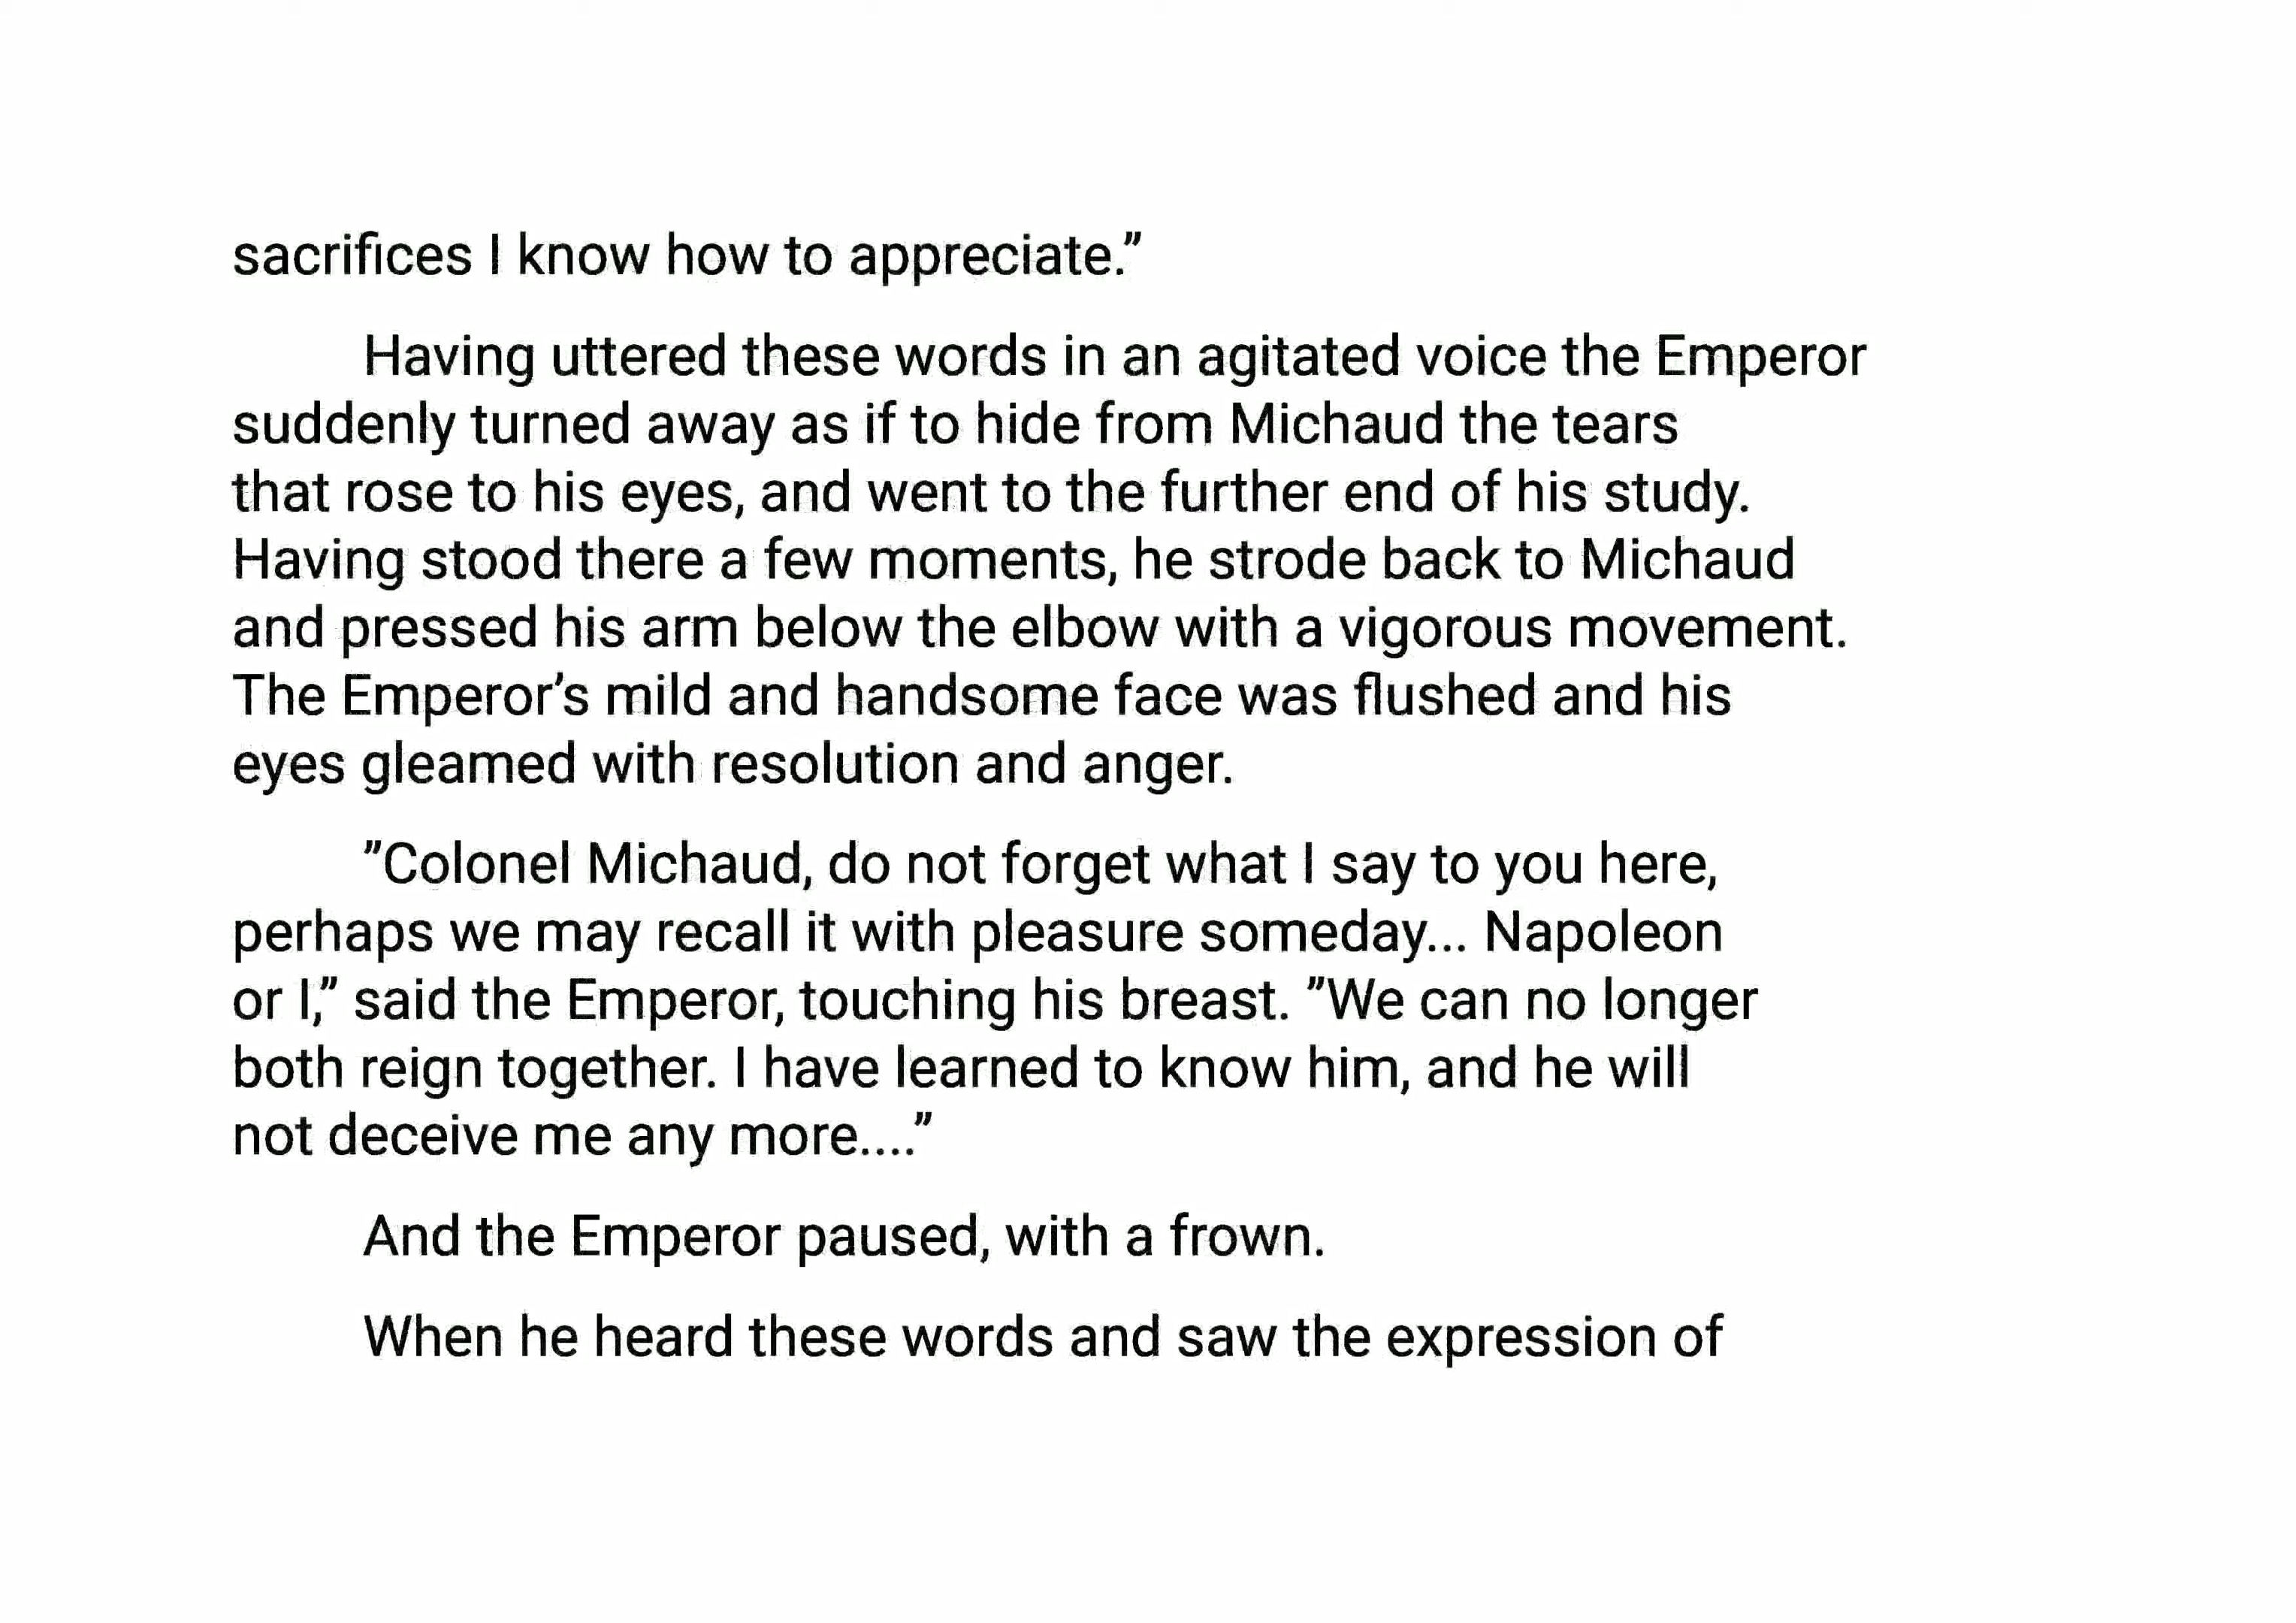 sacrifices I know how to appreciate.”
Having uttered these words in an agitated voice the Emperor
suddenly turned away as if to hide from Michaud the tears
that rose to his eyes, and went to the further end of his study.
Having stood there a few moments, he strode back to Michaud
and pressed his arm below the elbow with a vigorous movement.
The Emperor’s mild and handsome face was flushed and his
eyes gleamed with resolution and anger.
”Colonel Michaud, do not forget what I say to you here,
perhaps we may recall it with pleasure someday... Napoleon
or I,” said the Emperor, touching his breast. ”We can no longer
both reign together. I have learned to know him, and he will
not deceive me any more....”
And the Emperor paused, with a frown.
When he heard these words and saw the expression of